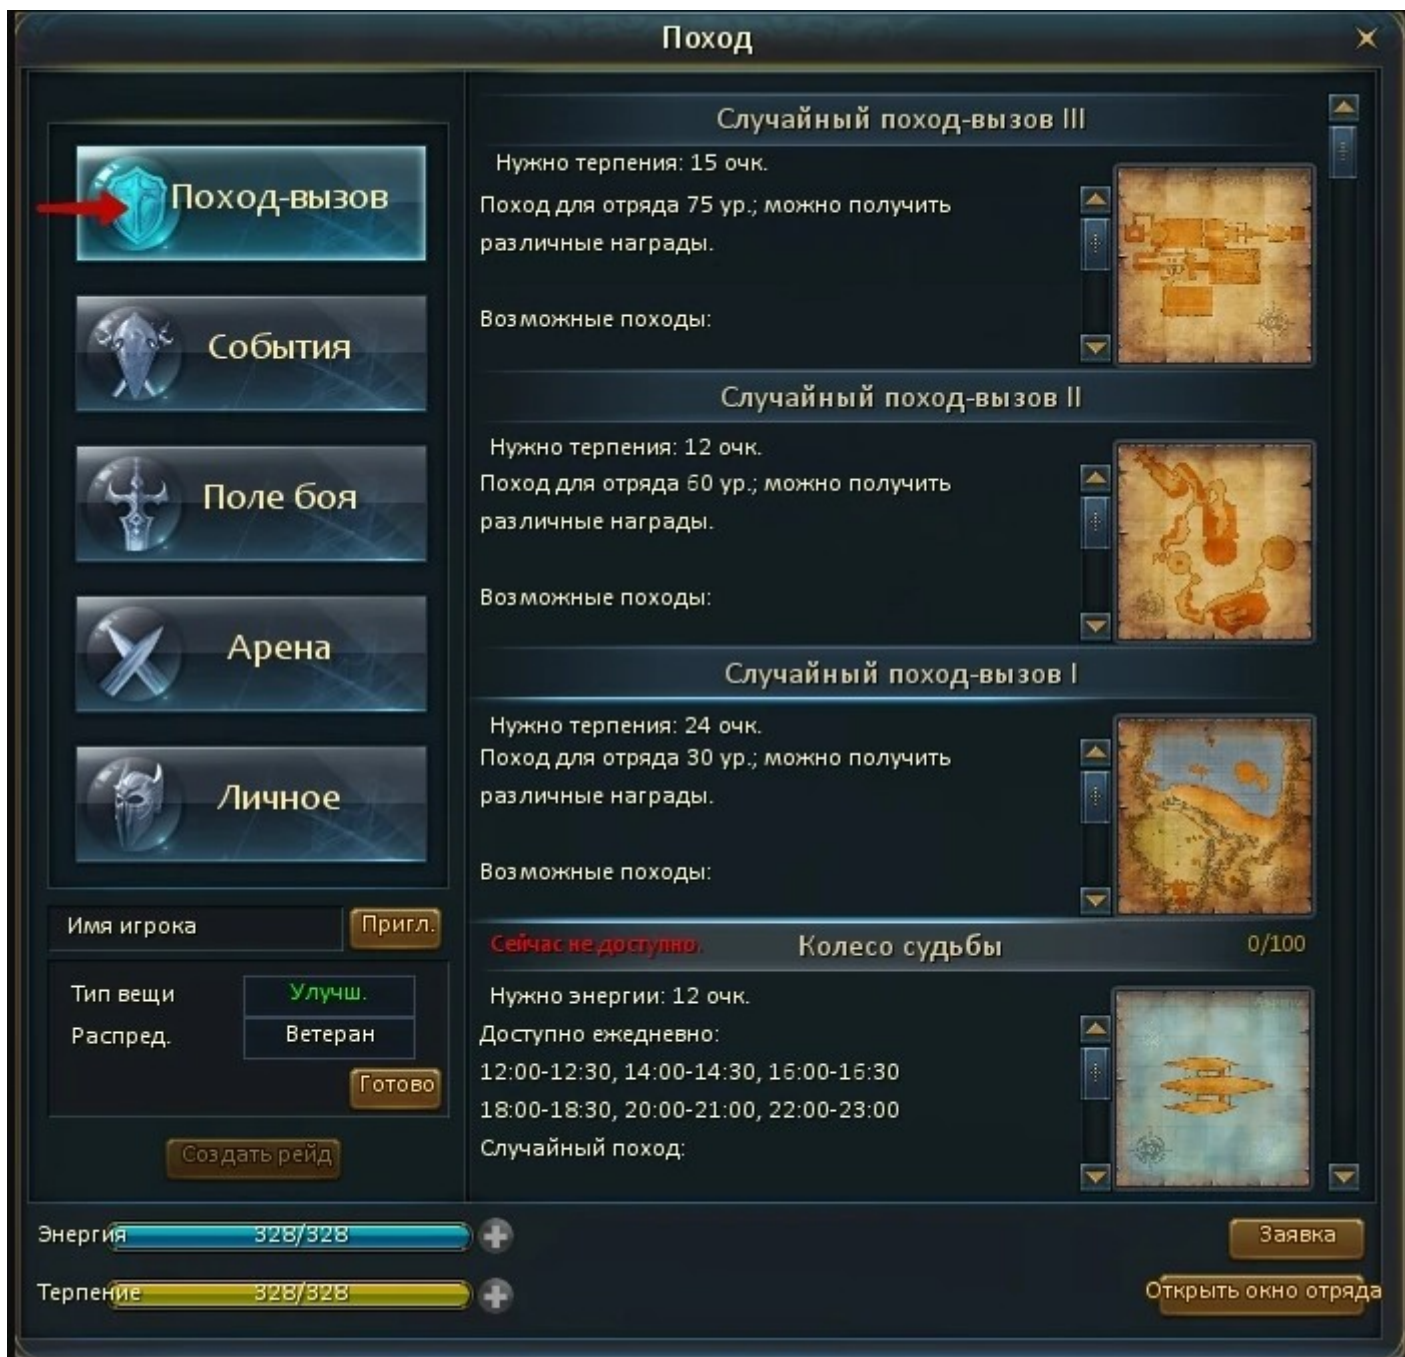 Поход
Поход-вызов
События
Поле боя
Арена
Личное
Имя игрока
Пригл.
Тип вещи
Улучш.
Распред.
Ветеран
Готово
Создать рейд
Случайный поход-вызов III
Нужно терпения: 15 очк.
Поход для отряда 75 ур.; можно получить
различные награды.
Возможные походы:
Случайный поход-вызов II
Нужно терпения: 12 очк.
Поход для отряда 60 ур.; можно получить
различные награды.
Возможные походы:
Случайный поход-вызов I
Нужно терпения: 24 очк.
Поход для отряда 30 ур.; можно получить
различные награды.
Возможные походы:
Сейчас не доступно. Колесо судьбы 0/100
Нужно энергии: 12 очк.
Доступно ежедневно:
12:00-12:30, 14:00-14:30, 16:00-16:30
18:00-18:30, 20:00-21:00, 22:00-23:00
Случайный поход:
Энергия 328/328
Терпение 328/328
Заявка
Открыть окно отряда